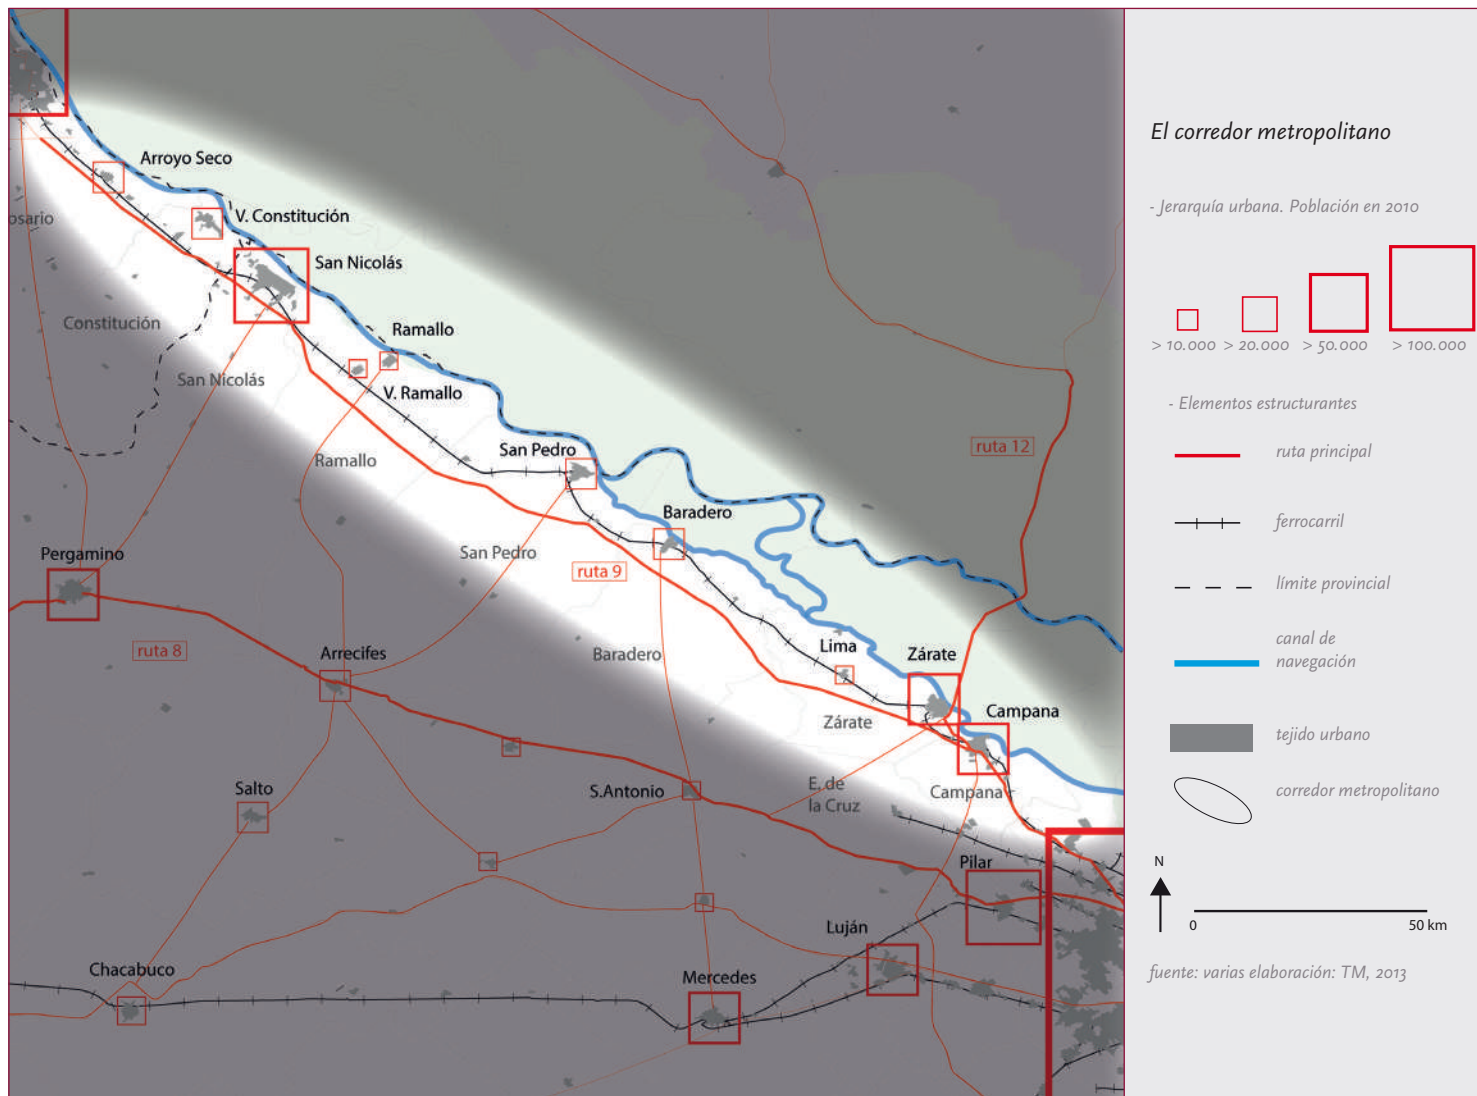 Arroyo Seco
V. Constitución
osario
San Nicolás
Constitución
Ramallo
San Nicolás
V. Ramallo
ruta 12
San Pedro
Ramallo
Baradero
Pergamino
San Pedro
ruta 9
ruta 8
Arrecifes
Baradero
Lima
Zárate
Zárate
Campana
Salto
S.Antonio
E. de
la Cruz
Campana
Pilar
Luján
Chacabuco
Mercedes
El corredor metropolitano
- Jerarquía urbana. Población en 2010
> 10.000 > 20.000 > 50.000 > 100.000
- Elementos estructurantes
ruta principal
ferrocarril
límite provincial
canal de
navegación
tejido urbano
corredor metropolitano
N
0 50 km
fuente: varias elaboración: TM, 2013